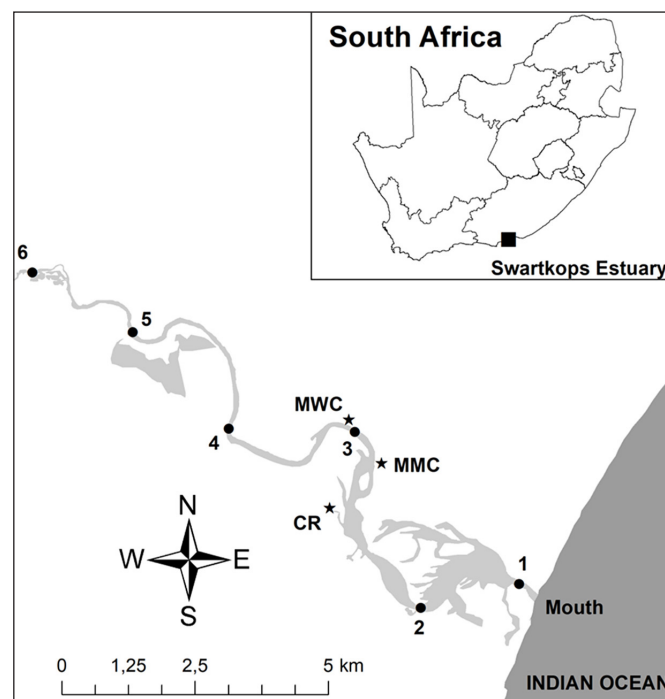 South Africa
Swartkops Estuary
6
5
MWC
4
3
MMC
CR
N
W E
S
1
Mouth
2
0 1,25 2,5 5 km
INDIAN OCEAN